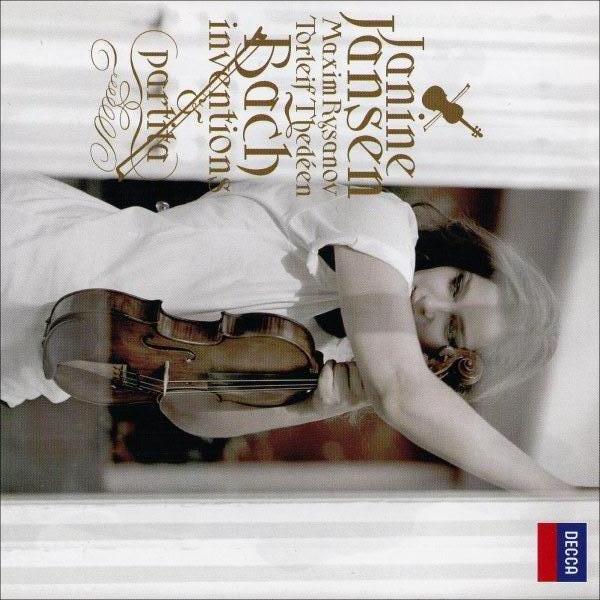 Janine
Jansen
Maxim Rysanov
Torleif Thedéen
Bach
inventions
&
partita
DECCA